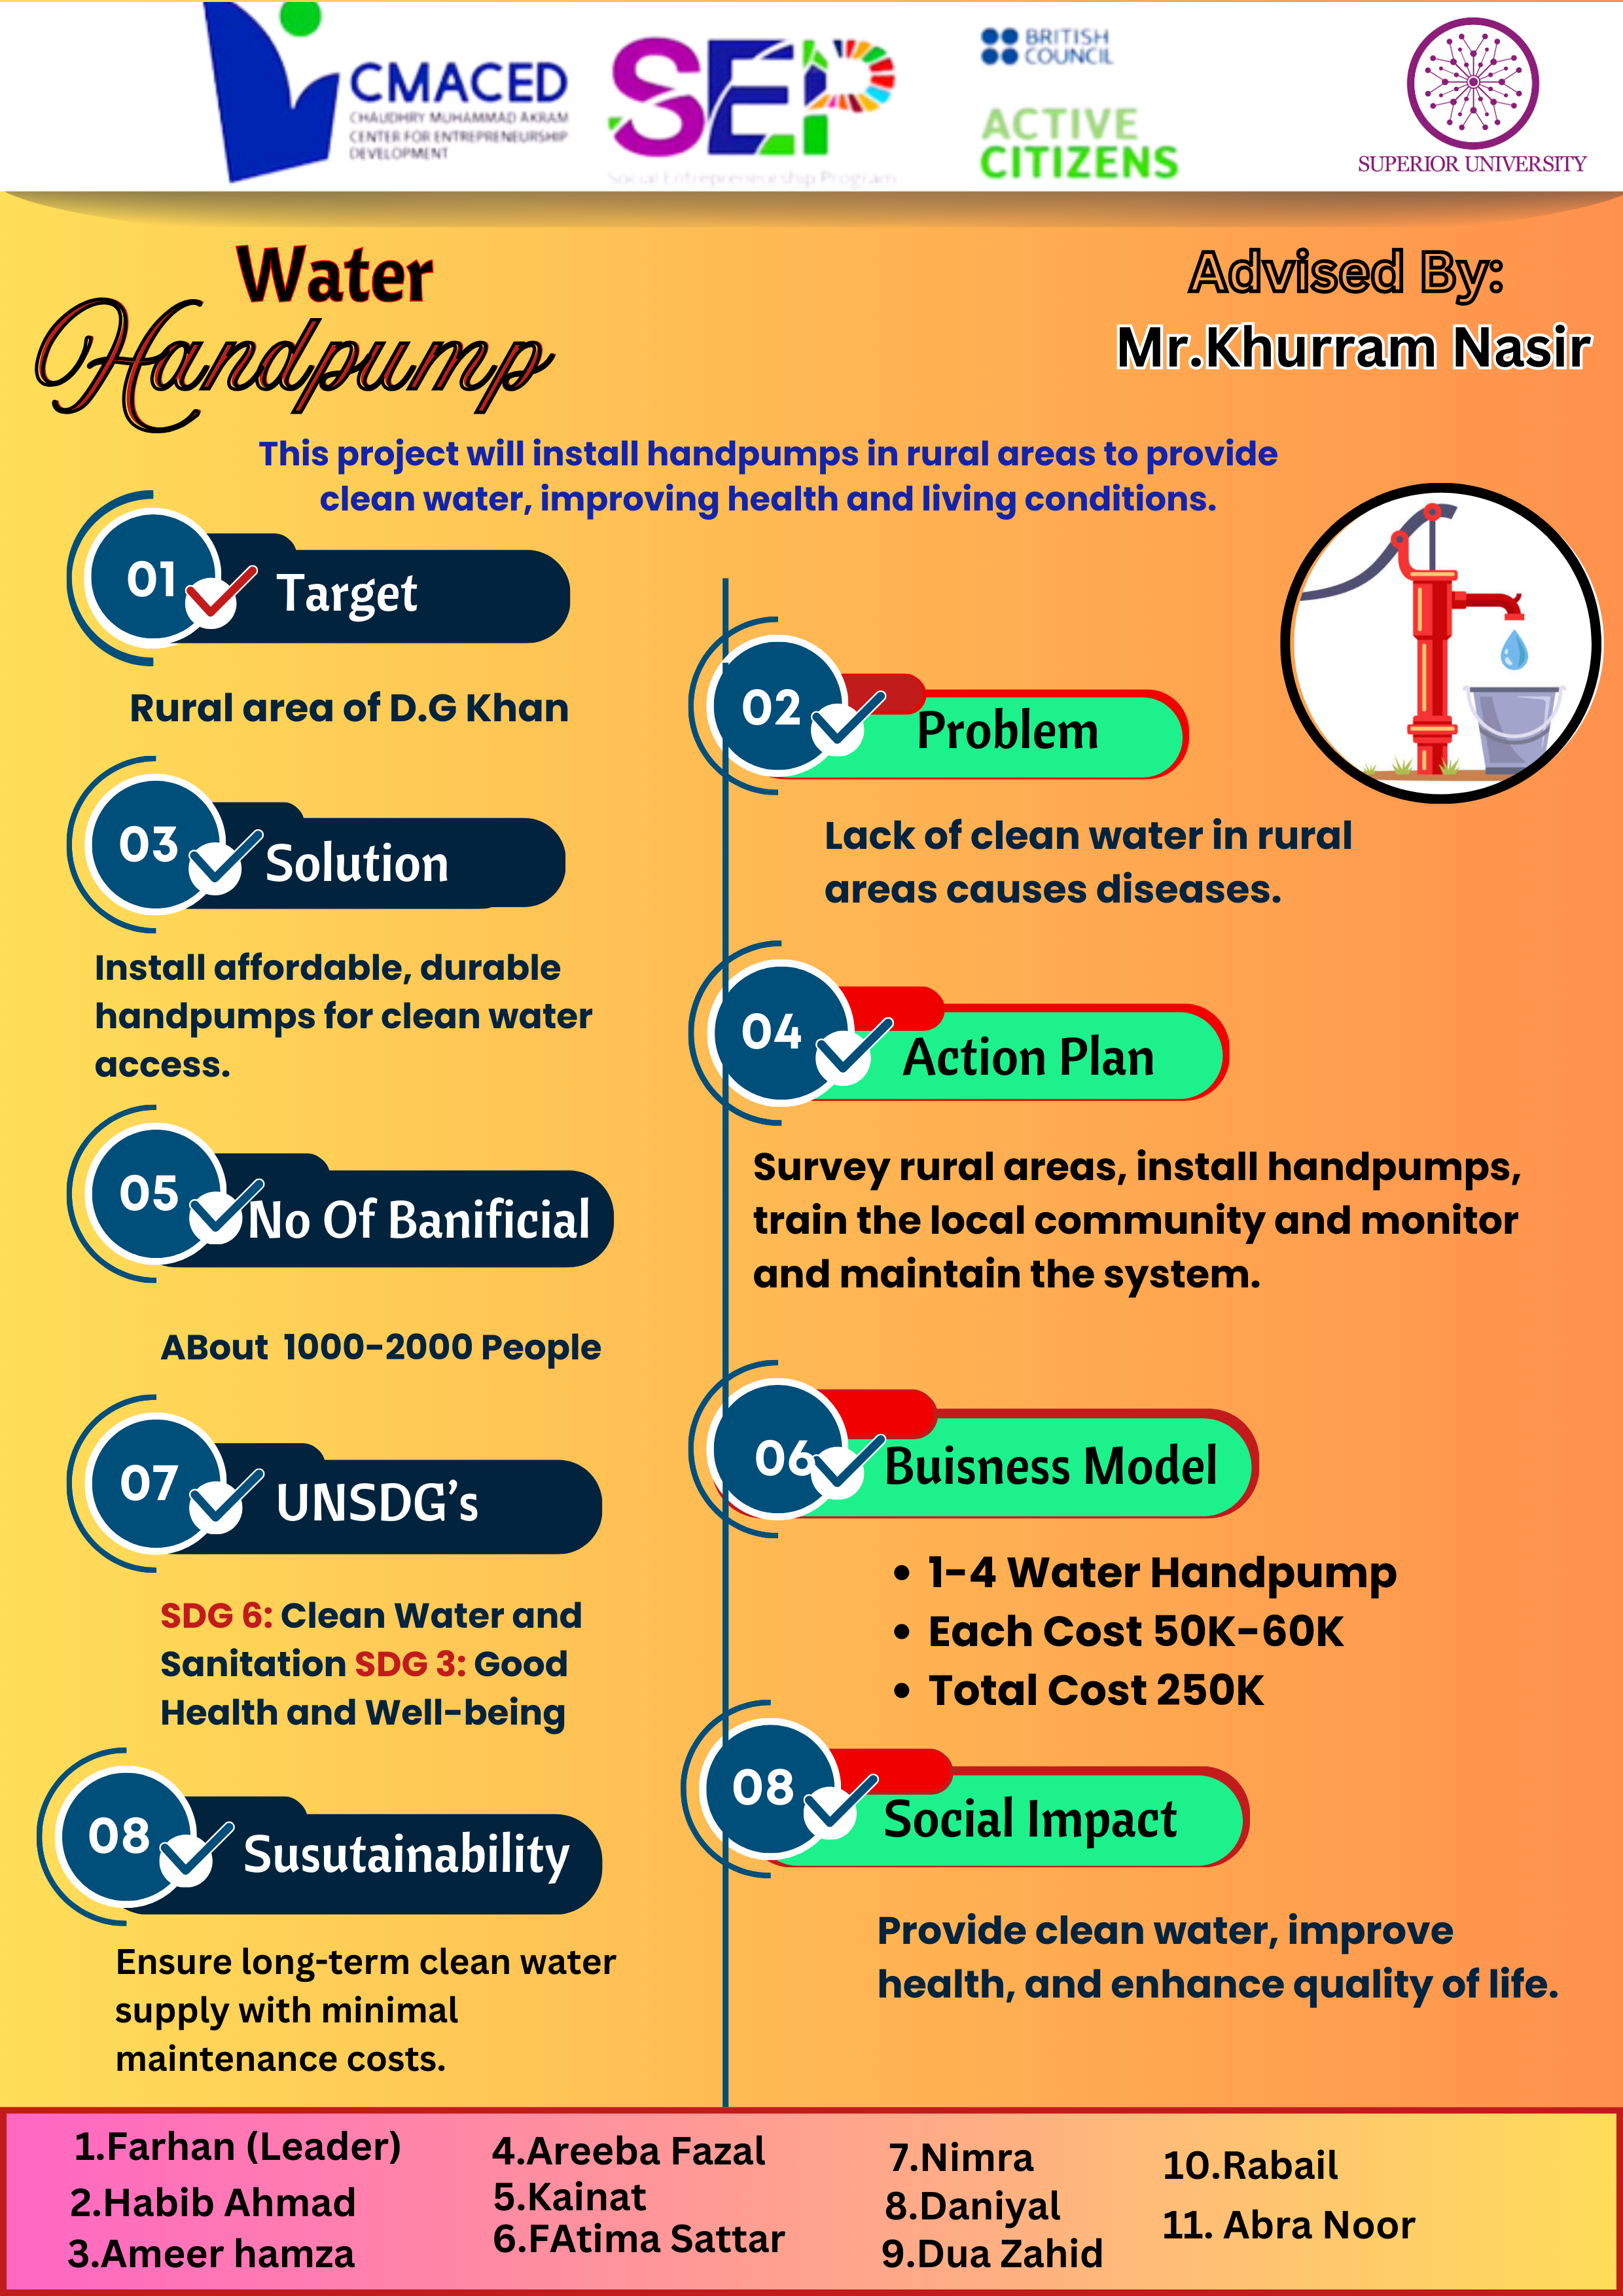 CMACED
CHAUDHRY MUHAMMAD AKRAM
CENTER FOR ENTREPRENEURSHIP
DEVELOPMENT
SEP
Social Entrepreneurship Program
BRITISH
COUNCIL
ACTIVE
CITIZENS
SUPERIOR UNIVERSITY
Water
Handpump
Advised By:
Mr.Khurram Nasir
This project will install handpumps in rural areas to provide
clean water, improving health and living conditions.
01
Target
Rural area of D.G Khan
02
Problem
Lack of clean water in rural
areas causes diseases.
03
Solution
Install affordable, durable
handpumps for clean water
access.
04
Action Plan
Survey rural areas, install handpumps,
train the local community and monitor
and maintain the system.
05
No Of Banificial
ABout 1000-2000 People
06
Buisness Model
• 1-4 Water Handpump
• Each Cost 50K-60K
• Total Cost 250K
07
UNSDG's
SDG 6: Clean Water and
Sanitation SDG 3: Good
Health and Well-being
08
Social Impact
Provide clean water, improve
health, and enhance quality of life.
08
Susutainability
Ensure long-term clean water
supply with minimal
maintenance costs.
1.Farhan (Leader)
2.Habib Ahmad
3.Ameer hamza
4.Areeba Fazal
5.Kainat
6.FAtima Sattar
7.Nimra
8.Daniyal
9.Dua Zahid
10.Rabail
11. Abra Noor